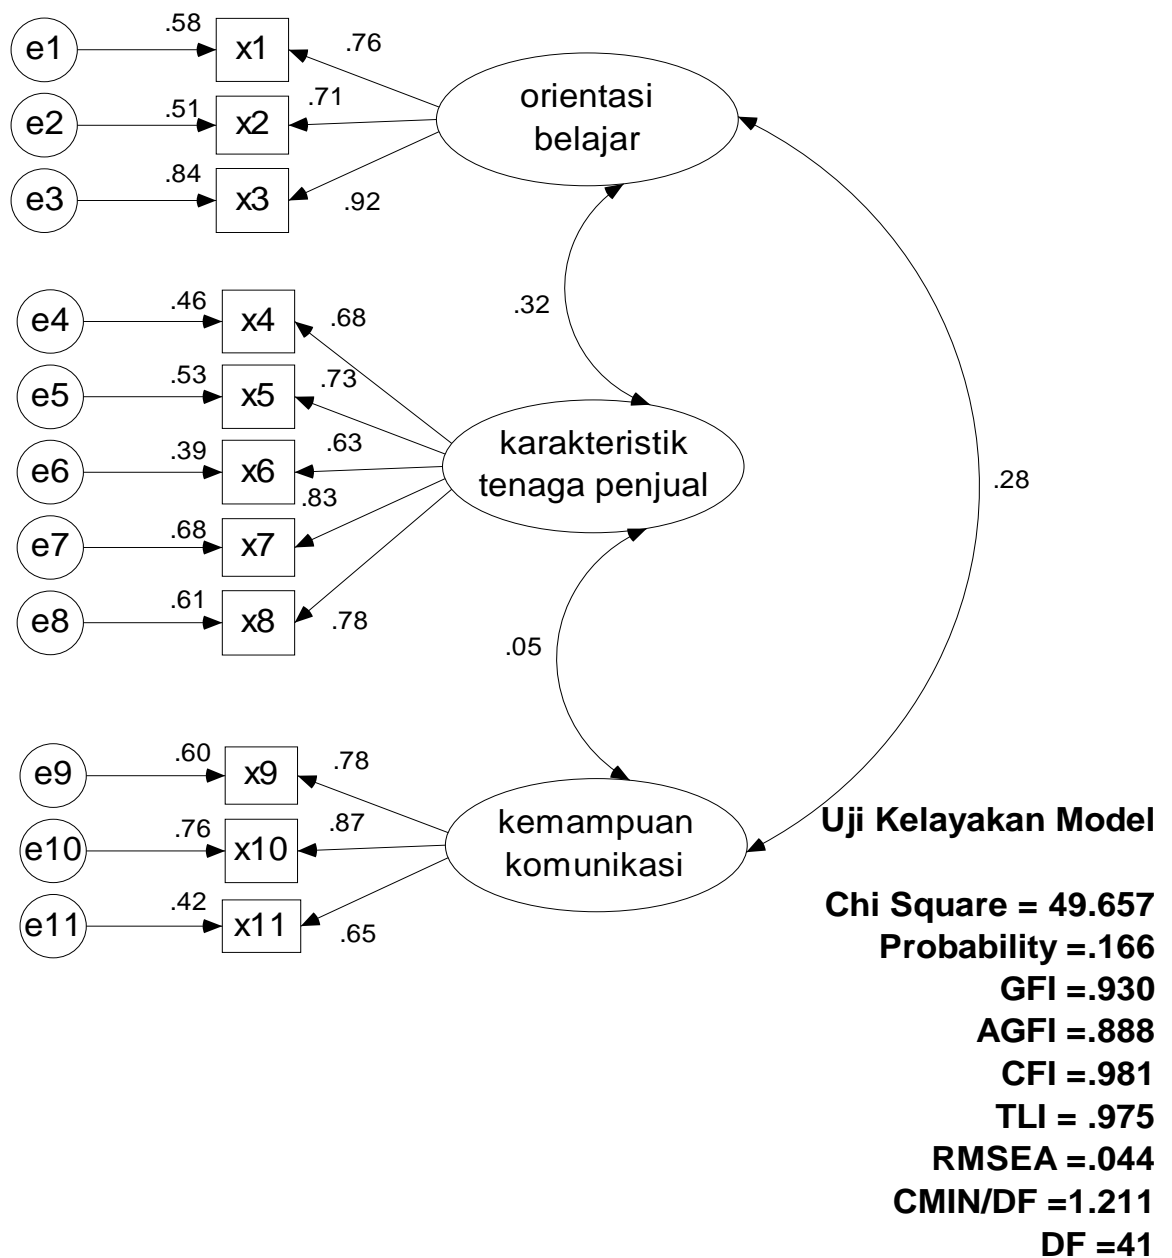 .58
e1
x1
.76
.51
e2
x2
.71
orientasi
belajar
.84
e3
x3
.92
.32
.46
e4
x4
.68
.53
e5
x5
.73
.39
e6
x6
.63
karakteristik
tenaga penjual
.28
.68
e7
x7
.83
.61
e8
x8
.78
.05
.60
e9
x9
.78
.76
e10
x10
.87
kemampuan
komunikasi
.42
e11
x11
.65
Uji Kelayakan Model
Chi Square = 49.657
Probability =.166
GFI =.930
AGFI =.888
CFI =.981
TLI = .975
RMSEA =.044
CMIN/DF =1.211
DF =41